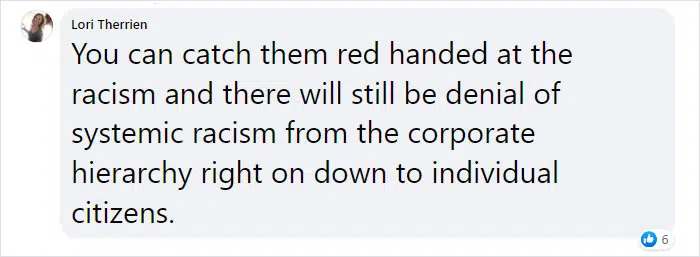 Lori Therrien
You can catch them red handed at the
racism and there will still be denial of
systemic racism from the corporate
hierarchy right on down to individual
citizens.
6